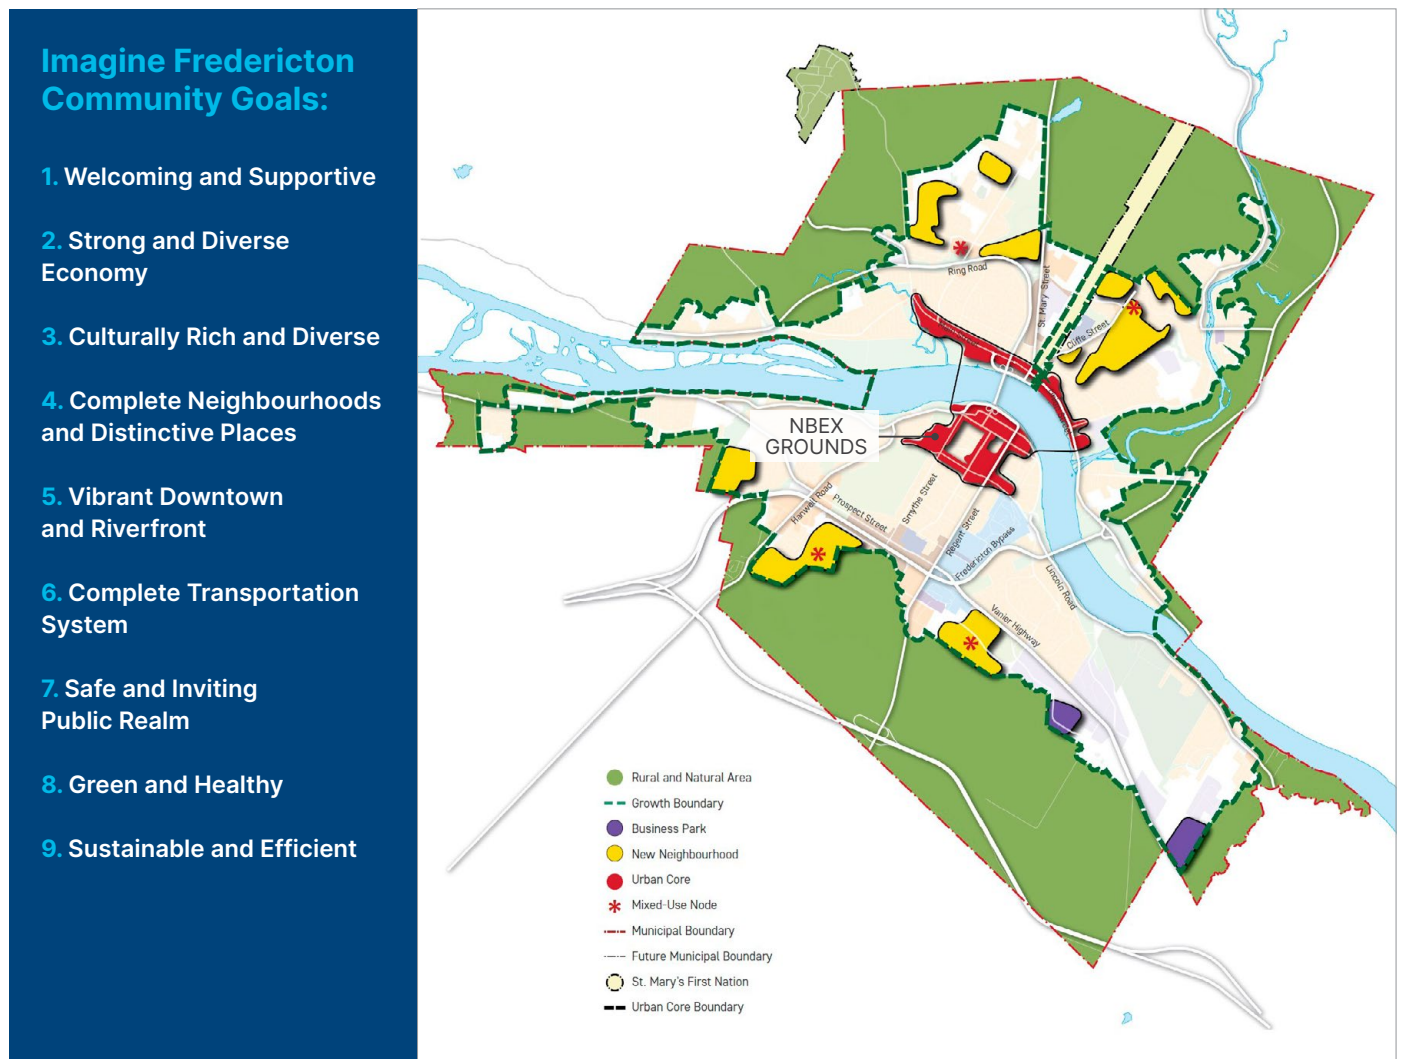 Imagine Fredericton
Community Goals:
1. Welcoming and Supportive
2. Strong and Diverse
Economy
3. Culturally Rich and Diverse
4. Complete Neighbourhoods
and Distinctive Places
5. Vibrant Downtown
and Riverfront
6. Complete Transportation
System
7. Safe and Inviting
Public Realm
8. Green and Healthy
9. Sustainable and Efficient
Ring Road
St. Mary Street
Cliffe Street
NBEX
GROUNDS
Hanwell Road
Prospect Street
Smythe Street
Regent Street
Fredericton Bypass
Lincoln Road
Vanier Highway
Rural and Natural Area
Growth Boundary
Business Park
New Neighbourhood
Urban Core
Mixed-Use Node
Municipal Boundary
Future Municipal Boundary
St. Mary's First Nation
Urban Core Boundary